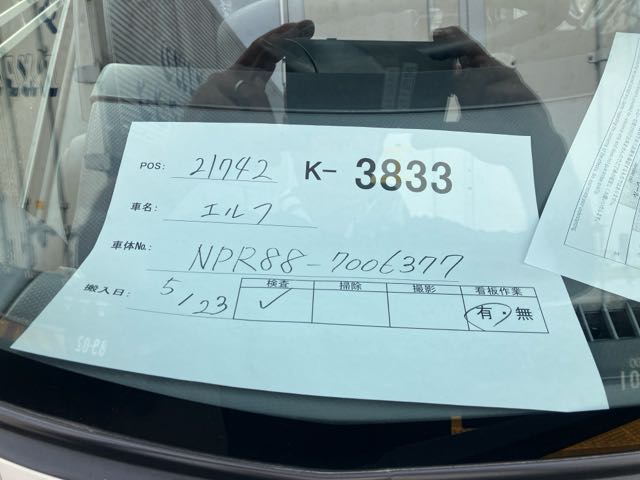 POS: 21742 K- 3833
車名: エルフ
車体No.: NPR88-7006377
搬入日: 5/23
検査 掃除 撮影 看板作業
✓ 有・無